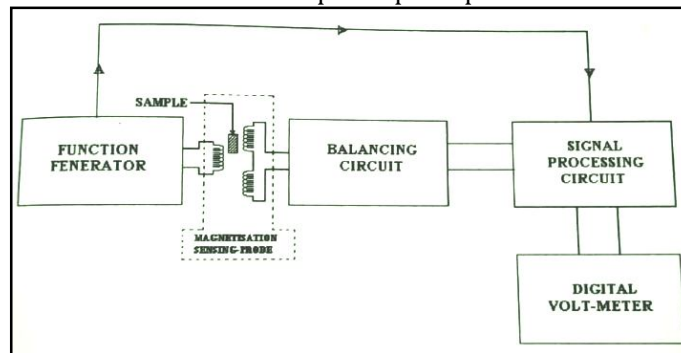 SAMPLE
FUNCTION
FENERATOR
BALANCING
CIRCUIT
SIGNAL
PROCESSING
CIRCUIT
MAGNETISATION
SENSING-PROBE
DIGITAL
VOLT-METER